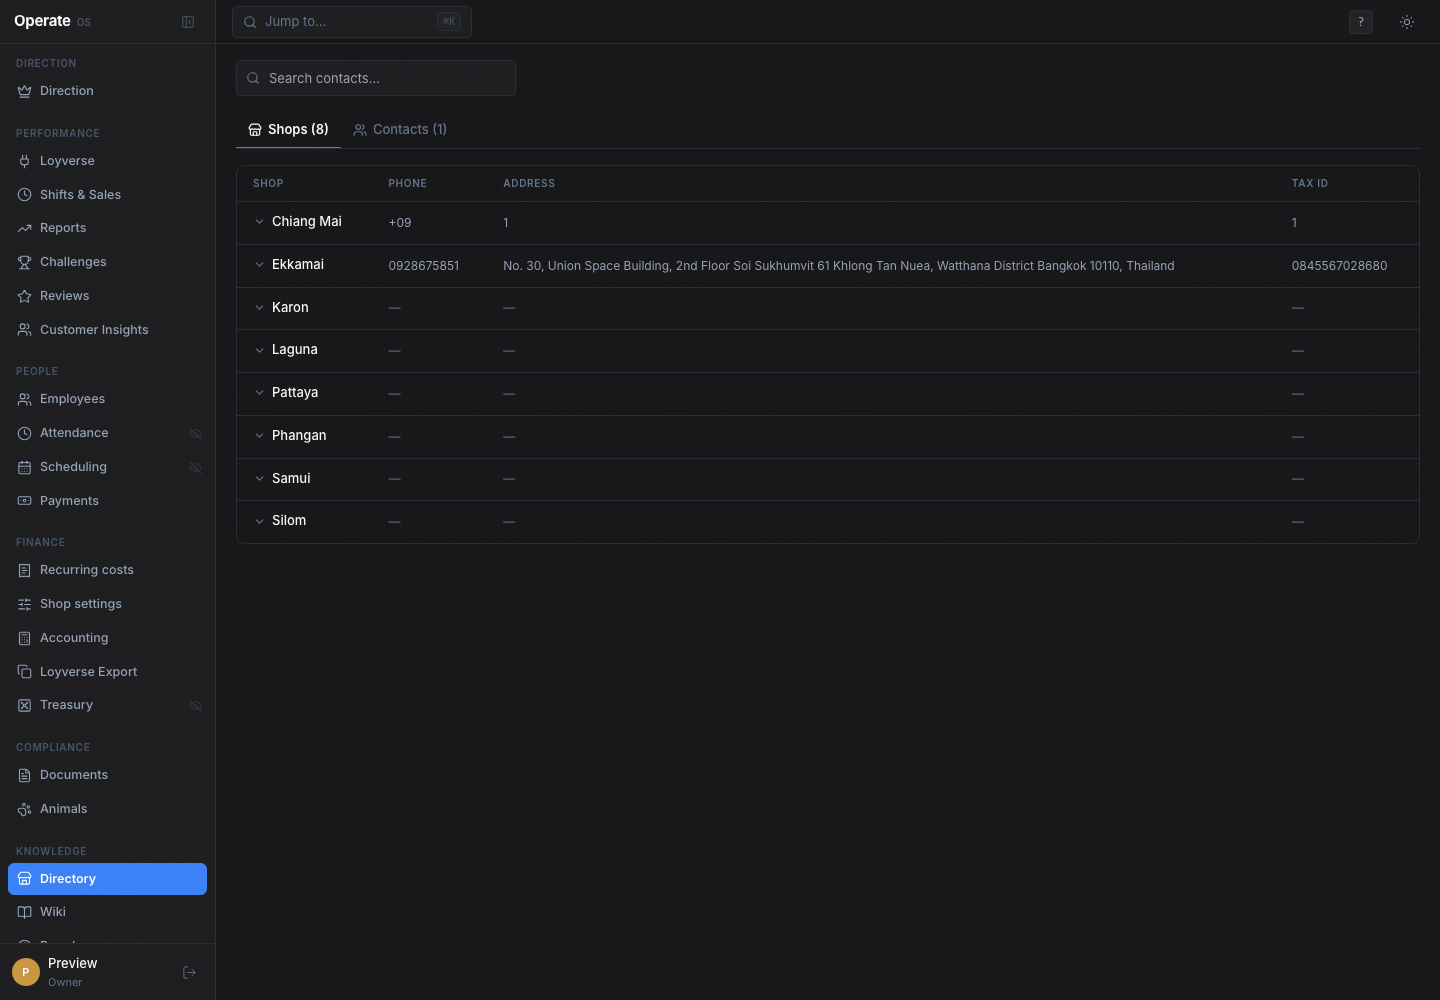 Operate OS
Jump to... ⌘K
?
DIRECTION
Direction
PERFORMANCE
Loyverse
Shifts & Sales
Reports
Challenges
Reviews
Customer Insights
PEOPLE
Employees
Attendance
Scheduling
Payments
FINANCE
Recurring costs
Shop settings
Accounting
Loyverse Export
Treasury
COMPLIANCE
Documents
Animals
KNOWLEDGE
Directory
Wiki
P
Preview
Owner
Search contacts...
Shops (8) Contacts (1)
SHOP PHONE ADDRESS TAX ID
Chiang Mai +09 1 1
Ekkamai 0928675851 No. 30, Union Space Building, 2nd Floor Soi Sukhumvit 61 Khlong Tan Nuea, Watthana District Bangkok 10110, Thailand 0845567028680
Karon — — —
Laguna — — —
Pattaya — — —
Phangan — — —
Samui — — —
Silom — — —